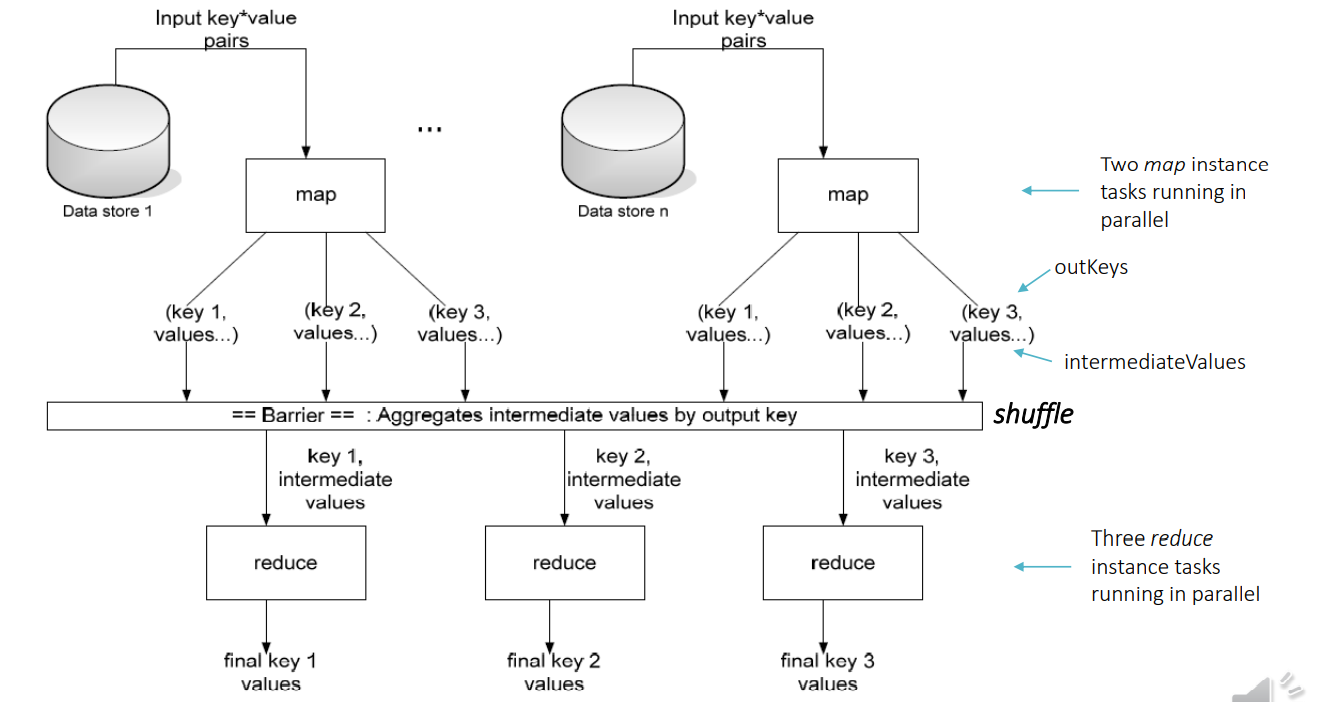 Input key*value
pairs
Input key*value
pairs
...
Data store 1
map
Data store n
map
Two map instance
tasks running in
parallel
outKeys
(key 1,
values...)
(key 2,
values...)
(key 3,
values...)
(key 1,
values...)
(key 2,
values...)
(key 3,
values...)
intermediateValues
== Barrier == : Aggregates intermediate values by output key
shuffle
key 1,
intermediate
values
key 2,
intermediate
values
key 3,
intermediate
values
reduce
reduce
reduce
Three reduce
instance tasks
running in parallel
final key 1
values
final key 2
values
final key 3
values